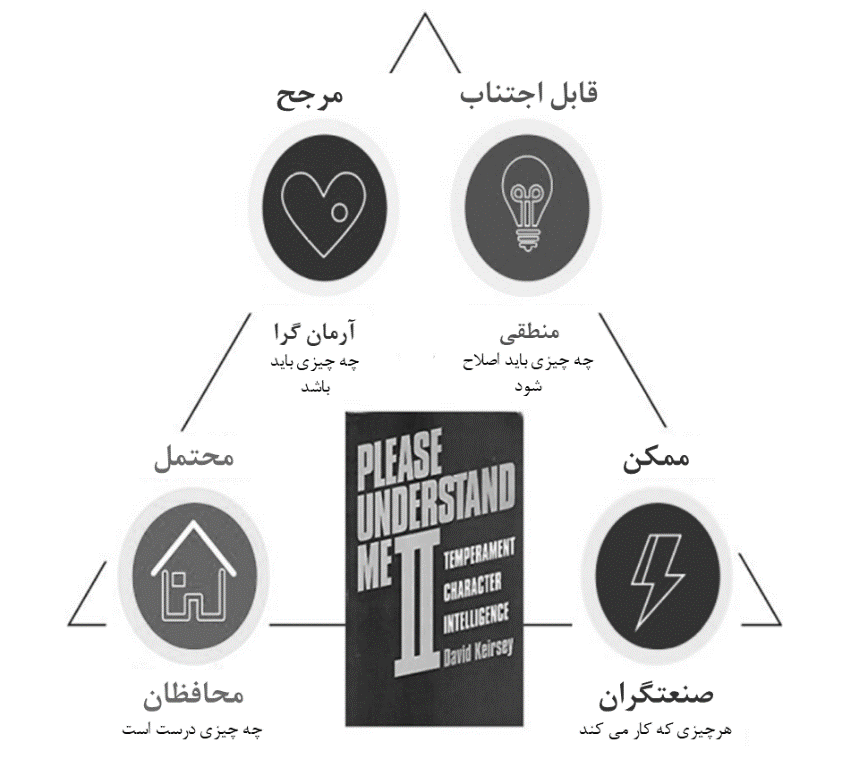 قابل اجتناب
مرجح
منطقی
چه چیزی باید اصلاح
شود
آرمان گرا
چه چیزی باید
باشد
ممکن
محتمل
PLEASE
UNDERSTAND
ME II
TEMPERAMENT
CHARACTER
INTELLIGENCE
David Keirsey
صنعتگران
هرچیزی که کار می کند
محافظان
چه چیزی درست است